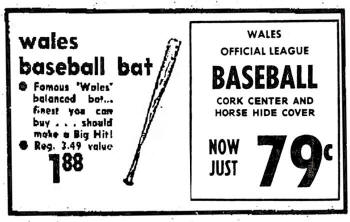 wales
baseball bat
Famous "Wales"
balanced bat...
finest you can
buy . . . should
make a Big Hit!
Reg. 3.49 value
1 88
WALES
OFFICIAL LEAGUE
BASEBALL
CORK CENTER AND
HORSE HIDE COVER
NOW
JUST
79c